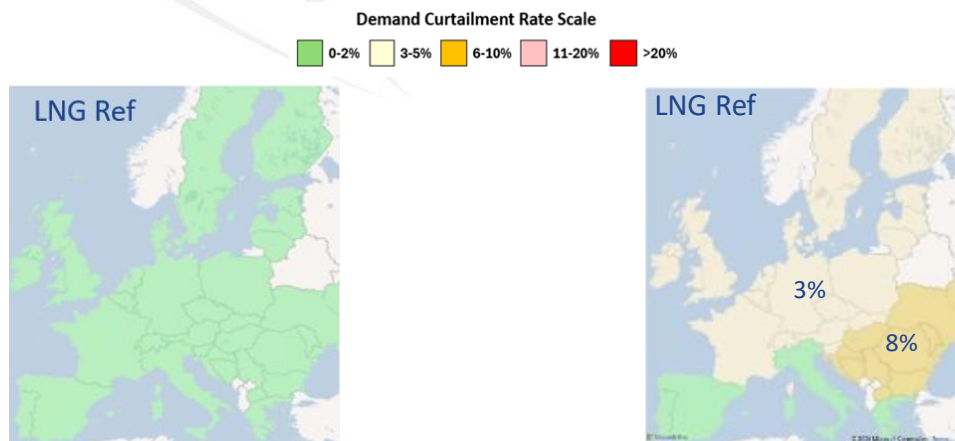 Demand Curtailment Rate Scale
0-2% 3-5% 6-10% 11-20% >20%
LNG Ref
LNG Ref
3%
8%